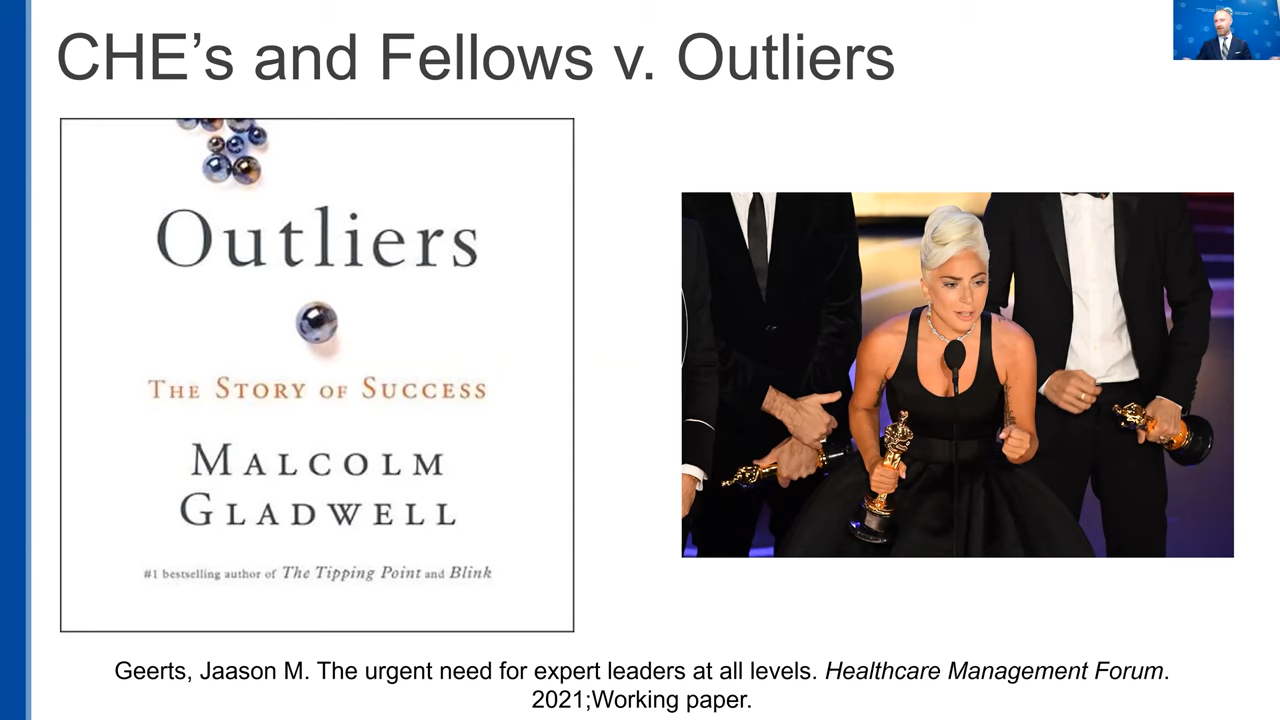 CHE’s and Fellows v. Outliers
Outliers
THE STORY OF SUCCESS
MALCOLM
GLADWELL
#1 bestselling author of The Tipping Point and Blink
Geerts, Jaason M. The urgent need for expert leaders at all levels. Healthcare Management Forum.
2021;Working paper.